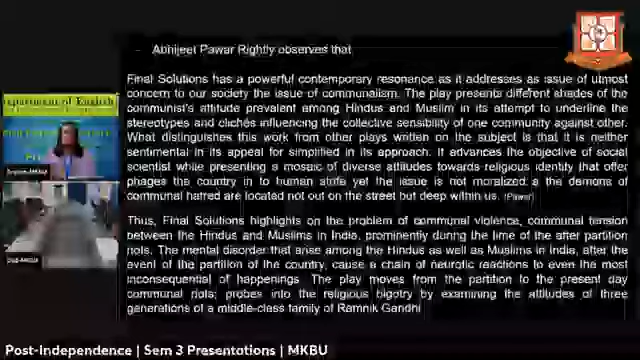 - Abhijeet Pawar Rightly observes that
Final Solutions has a powerful contemporary resonance as it addresses as issue of utmost
concern to our society the issue of communalism. The play presents different shades of the
communist's attitude prevalent among Hindus and Muslim in its attempt to underline the
stereotypes and clichés influencing the collective sensibility of one community against other.
What distinguishes this work from other plays written on the subject is that it is neither
sentimental in its appeal for simplified in its approach. It advances the objective of social
scientist while presenting a mosaic of diverse attitudes towards religious identity that offer
phages the country in to human strife yet the issue is not moralized a the demons of
communal hatred are located not out on the street but deep within us. (Pawar)
Thus, Final Solutions highlights on the problem of communal violence, communal tension
between the Hindus and Muslims in India, prominently during the time of the after partition
riots. The mental disorder that arise among the Hindus as well as Muslims in India, after the
event of the partition of the country, cause a chain of neurotic reactions to even the most
inconsequential of happenings. The play moves from the partition to the present day
communal riots; probes into the religious bigotry by examining the attitudes of three
generations of a middle-class family of Ramnik Gandhi
Department of English
Post-Independence | Sem 3 Presentations | MKBU